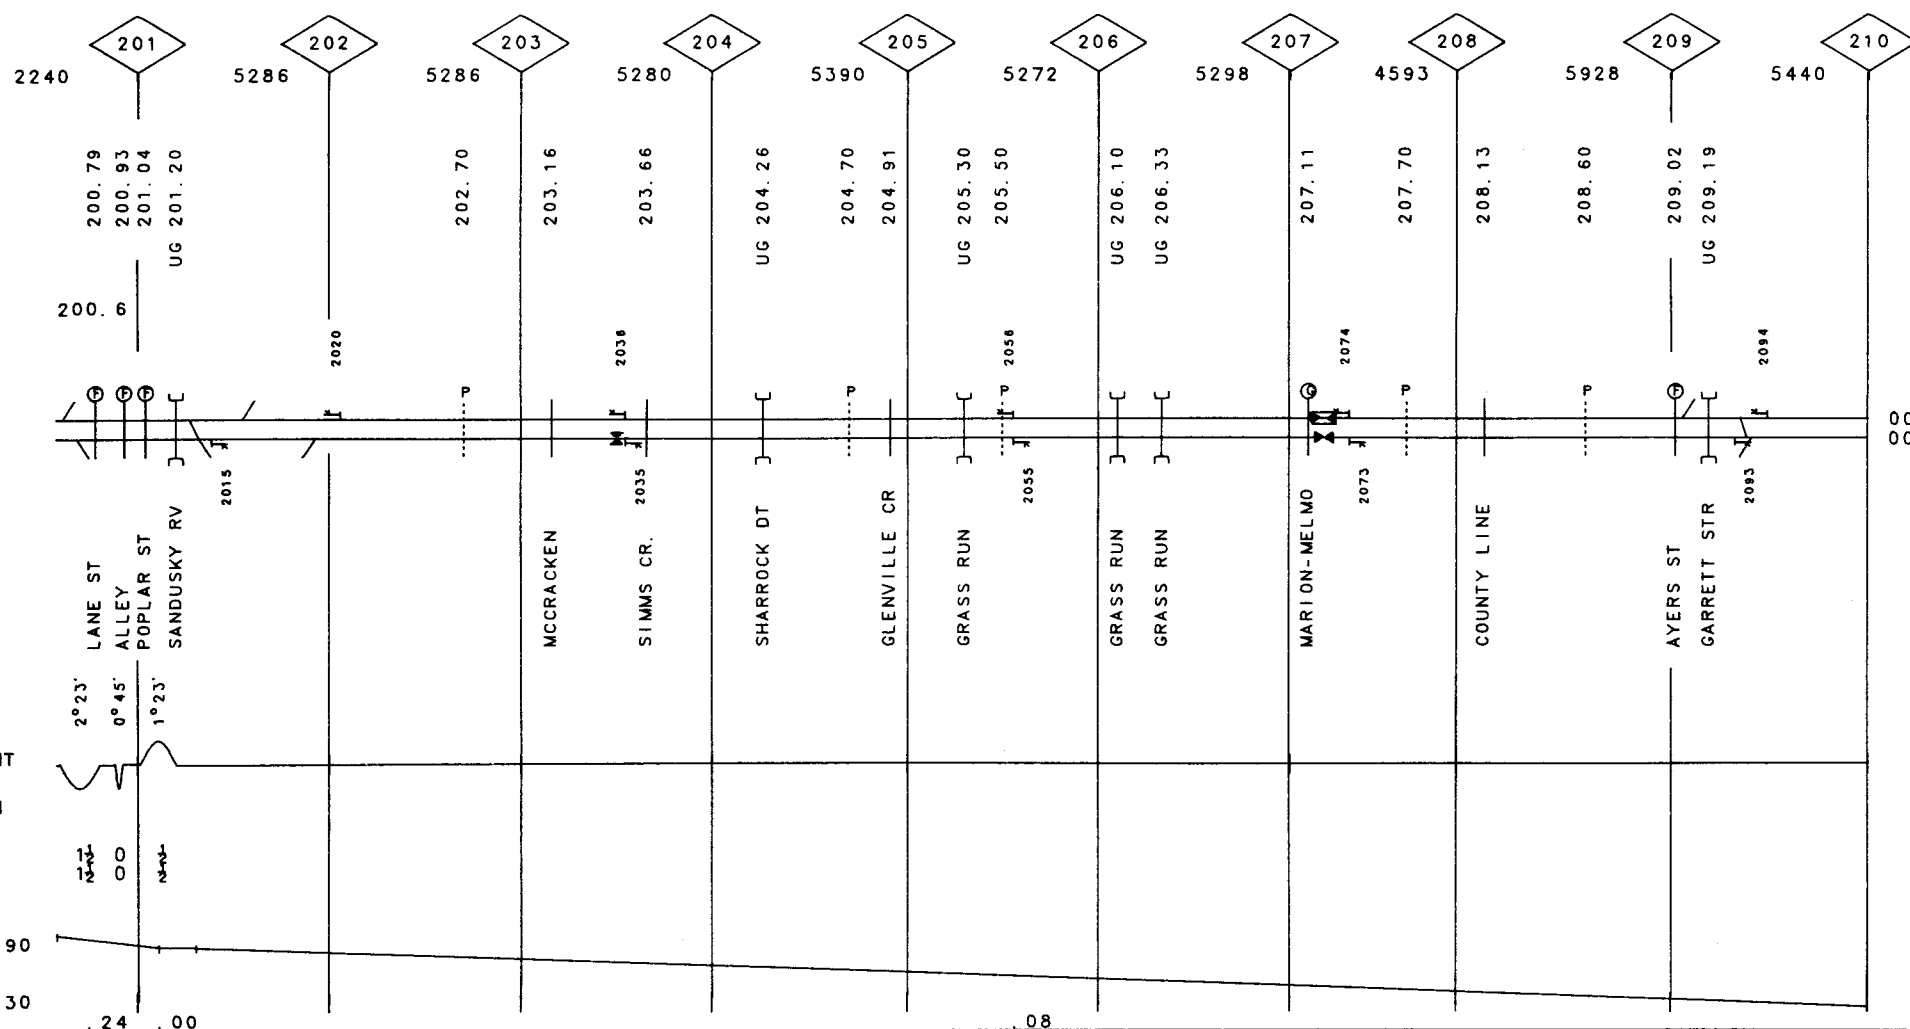 201 202 203 204 205 206 207 208 209 210
2240 5286 5286 5280 5390 5272 5298 4593 5928 5440
200.79
200.93
201.04
UG 201.20
202.70
203.16
203.66
UG 204.26
204.70
204.91
UG 205.30
205.50
UG 206.10
UG 206.33
207.11
207.70
208.13
208.60
209.02
UG 209.19
200.6
2020
2036
2056
2074
2094
F F F P P P G P P F
00
00
2015
2035
2055
2073
2093
LANE ST
ALLEY
POPLAR ST
SANDUSKY RV
MCCRACKEN
SIMMS CR.
SHARROCK DT
GLENVILLE CR
GRASS RUN
GRASS RUN
GRASS RUN
MARION-MELMO
COUNTY LINE
AYERS ST
GARRETT STR
2°23'
0°45'
1°23'
0
0
90
30
.24 .00 08